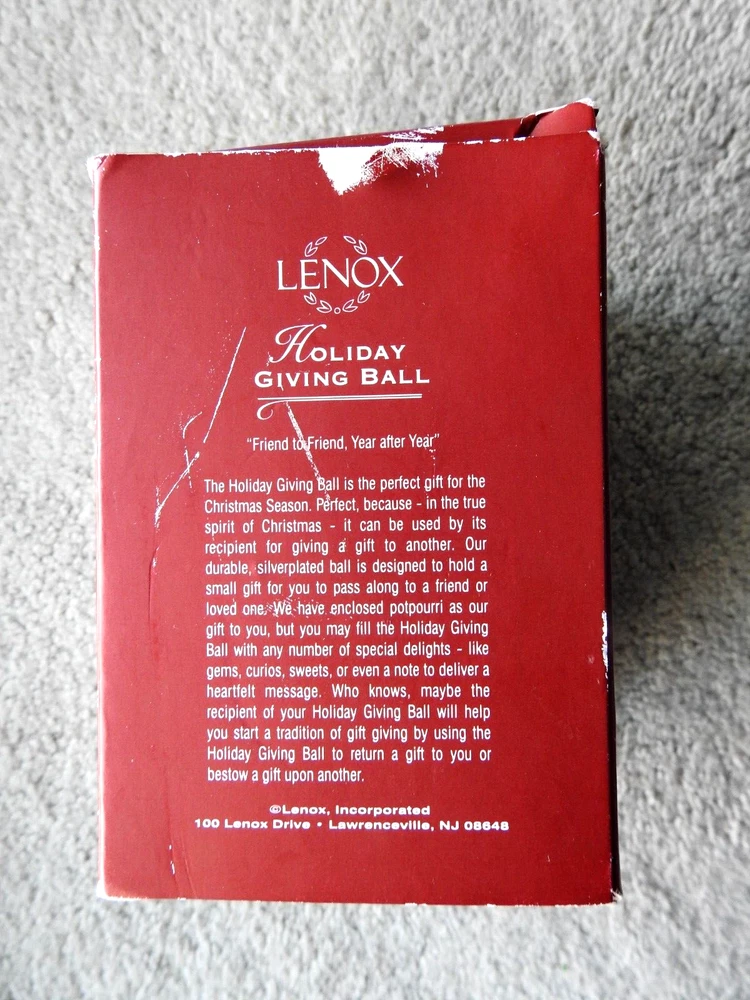 LENOX
HOLIDAY
GIVING BALL
"Friend to Friend, Year after Year"
The Holiday Giving Ball is the perfect gift for the
Christmas Season. Perfect, because - in the true
spirit of Christmas - it can be used by its
recipient for giving a gift to another. Our
durable, silverplated ball is designed to hold a
small gift for you to pass along to a friend or
loved one. We have enclosed potpourri as our
gift to you, but you may fill the Holiday Giving
Ball with any number of special delights - like
gems, curios, sweets, or even a note to deliver a
heartfelt message. Who knows, maybe the
recipient of your Holiday Giving Ball will help
you start a tradition of gift giving by using the
Holiday Giving Ball to return a gift to you or
bestow a gift upon another.
©Lenox, Incorporated
100 Lenox Drive • Lawrenceville, NJ 08648